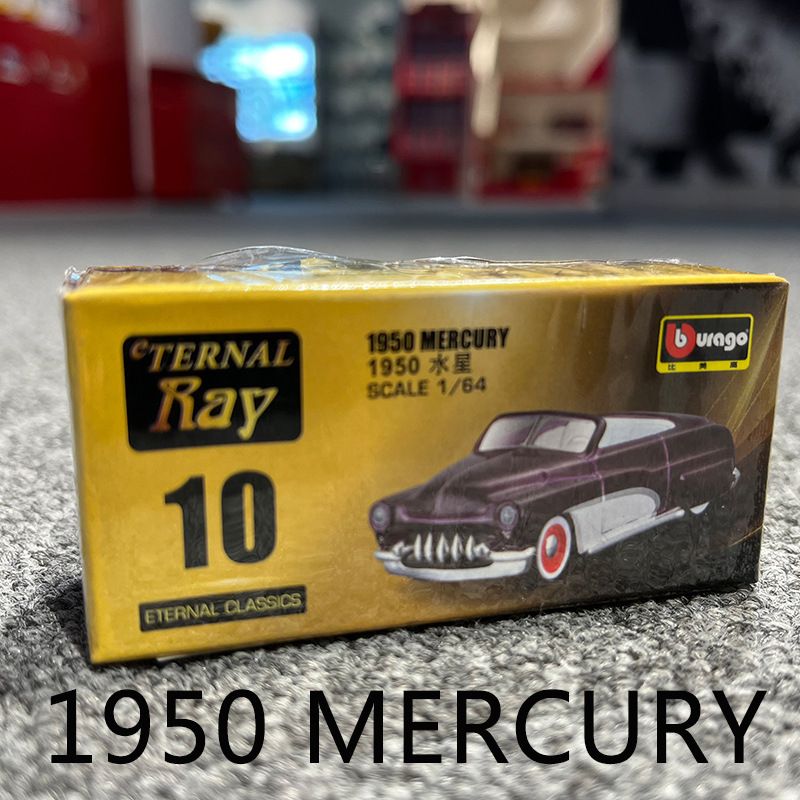 eTERNAL
Ray
1950 MERCURY
1950 水星
SCALE 1/64
burago
比美高
10
ETERNAL CLASSICS
1950 MERCURY